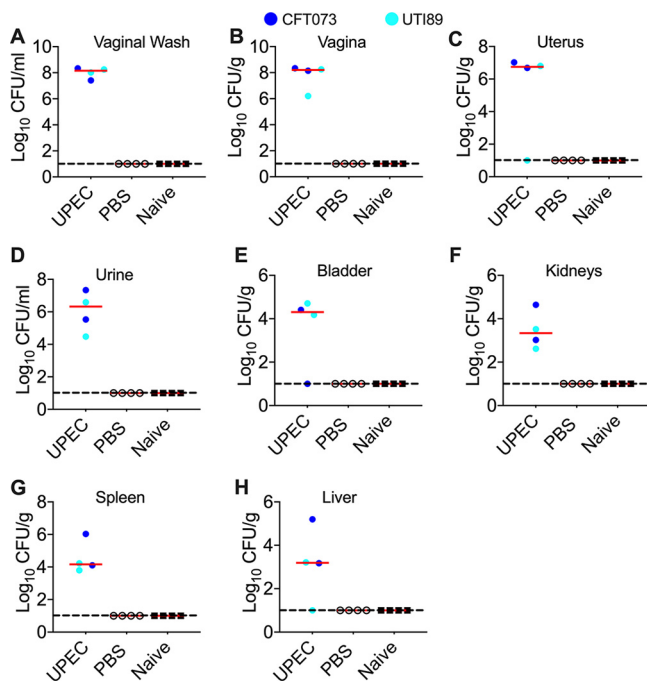 CFT073 UTI89
A Vaginal Wash
Log10 CFU/ml
10
8
6
4
2
0
UPEC PBS Naive
B Vagina
Log10 CFU/g
10
8
6
4
2
0
UPEC PBS Naive
C Uterus
Log10 CFU/g
8
6
4
2
0
UPEC PBS Naive
D Urine
Log10 CFU/ml
8
6
4
2
0
UPEC PBS Naive
E Bladder
Log10 CFU/g
6
4
2
0
UPEC PBS Naive
F Kidneys
Log10 CFU/g
6
4
2
0
UPEC PBS Naive
G Spleen
Log10 CFU/g
8
6
4
2
0
UPEC PBS Naive
H Liver
Log10 CFU/g
6
4
2
0
UPEC PBS Naive